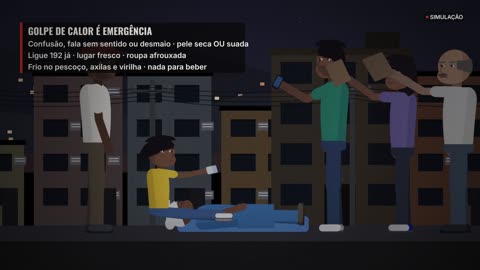 GOLPE DE CALOR É EMERGÊNCIA
SIMULAÇÃO
Confusão, fala sem sentido ou desmaio · pele seca OU suada
Ligue 192 já · lugar fresco · roupa afrouxada
Frio no pescoço, axilas e virilha · nada para beber